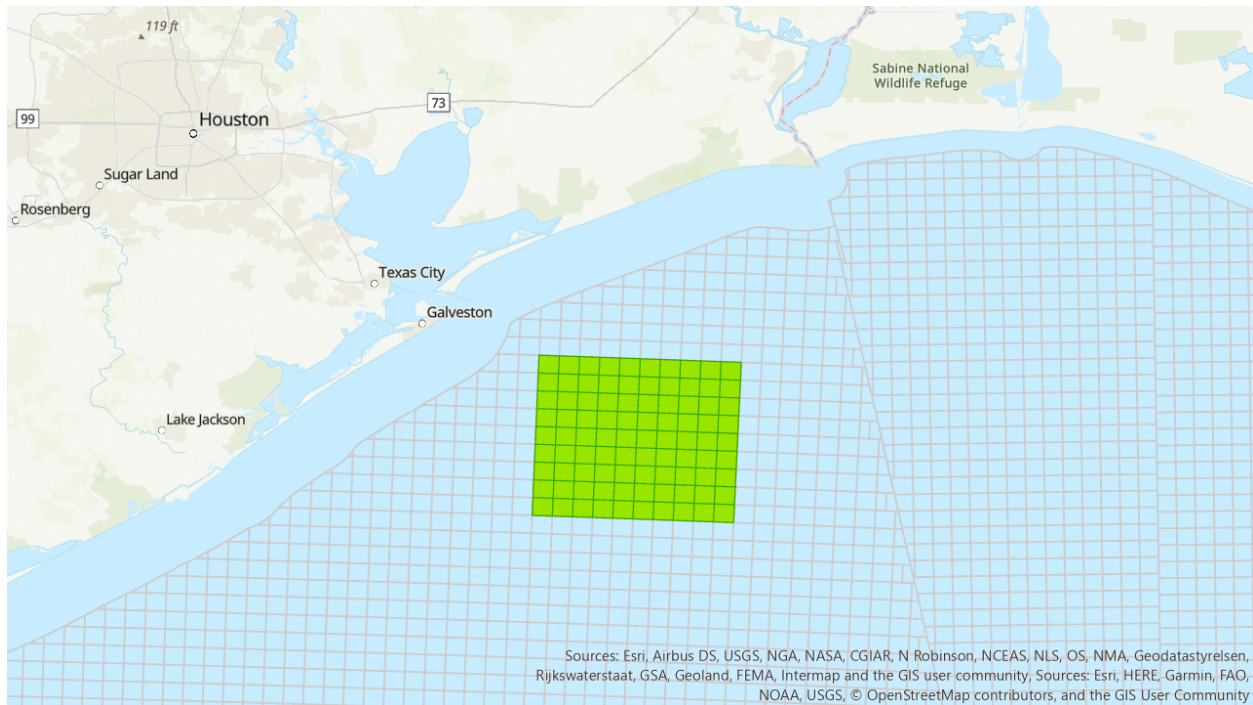 119 ft
Sabine National
Wildlife Refuge
73
99
Houston
Sugar Land
Rosenberg
Texas City
Galveston
Lake Jackson
Sources: Esri, Airbus DS, USGS, NGA, NASA, CGIAR, N Robinson, NCEAS, NLS, OS, NMA, Geodatastyrelsen,
Rijkswaterstaat, GSA, Geoland, FEMA, Intermap and the GIS user community, Sources: Esri, HERE, Garmin, FAO,
NOAA, USGS, © OpenStreetMap contributors, and the GIS User Community